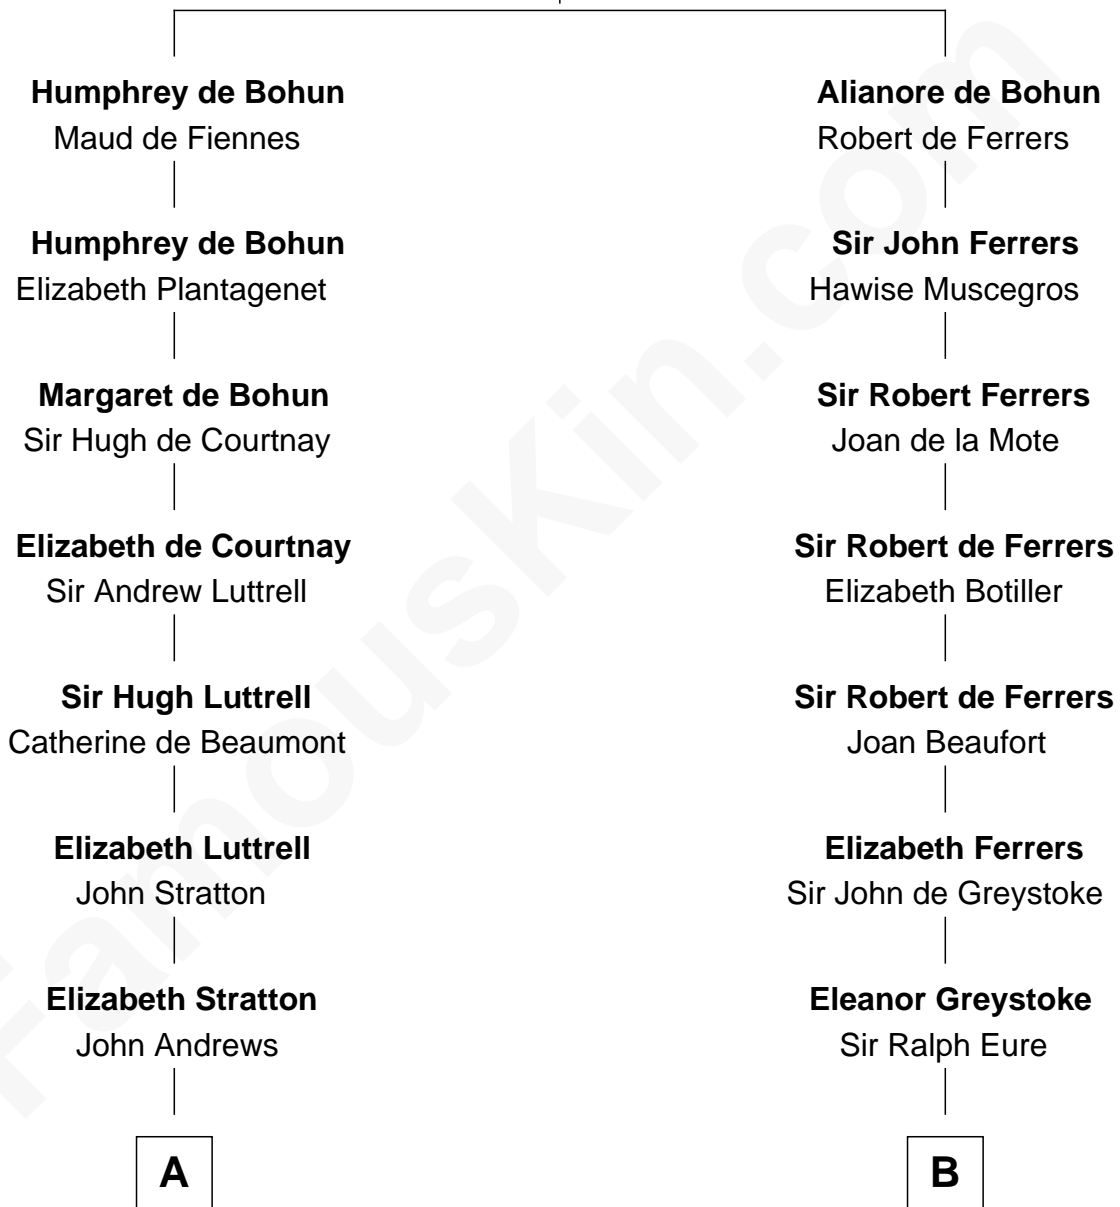 Humphrey de Bohun
Maud de Fiennes
Humphrey de Bohun
Elizabeth Plantagenet
Margaret de Bohun
Sir Hugh de Courtnay
Elizabeth de Courtnay
Sir Andrew Luttrell
Sir Hugh Luttrell
Catherine de Beaumont
Elizabeth Luttrell
John Stratton
Elizabeth Stratton
John Andrews
A
Alianore de Bohun
Robert de Ferrers
Sir John Ferrers
Hawise Muscegros
Sir Robert Ferrers
Joan de la Mote
Sir Robert de Ferrers
Elizabeth Botiller
Sir Robert de Ferrers
Joan Beaufort
Elizabeth Ferrers
Sir John de Greystoke
Eleanor Greystoke
Sir Ralph Eure
B
FamousKin.com